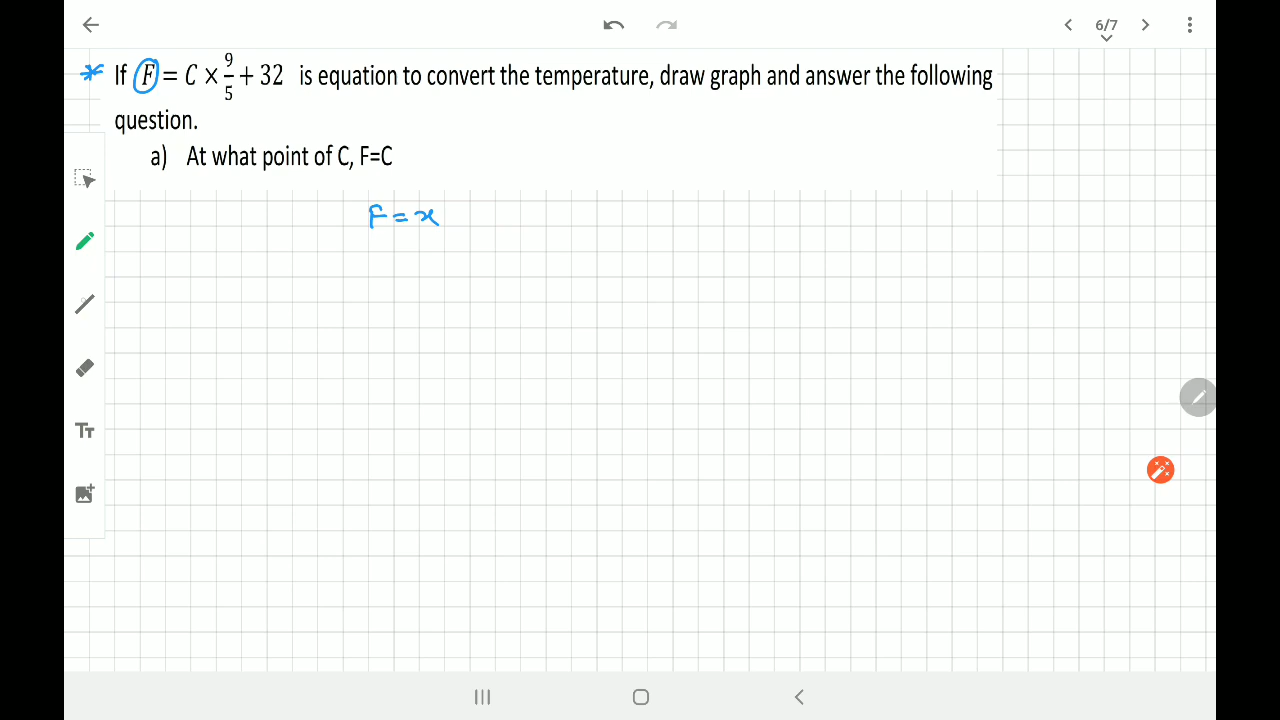 6/7
* If F = C × 9/5 + 32 is equation to convert the temperature, draw graph and answer the following
question.
a) At what point of C, F=C
F = x
TT